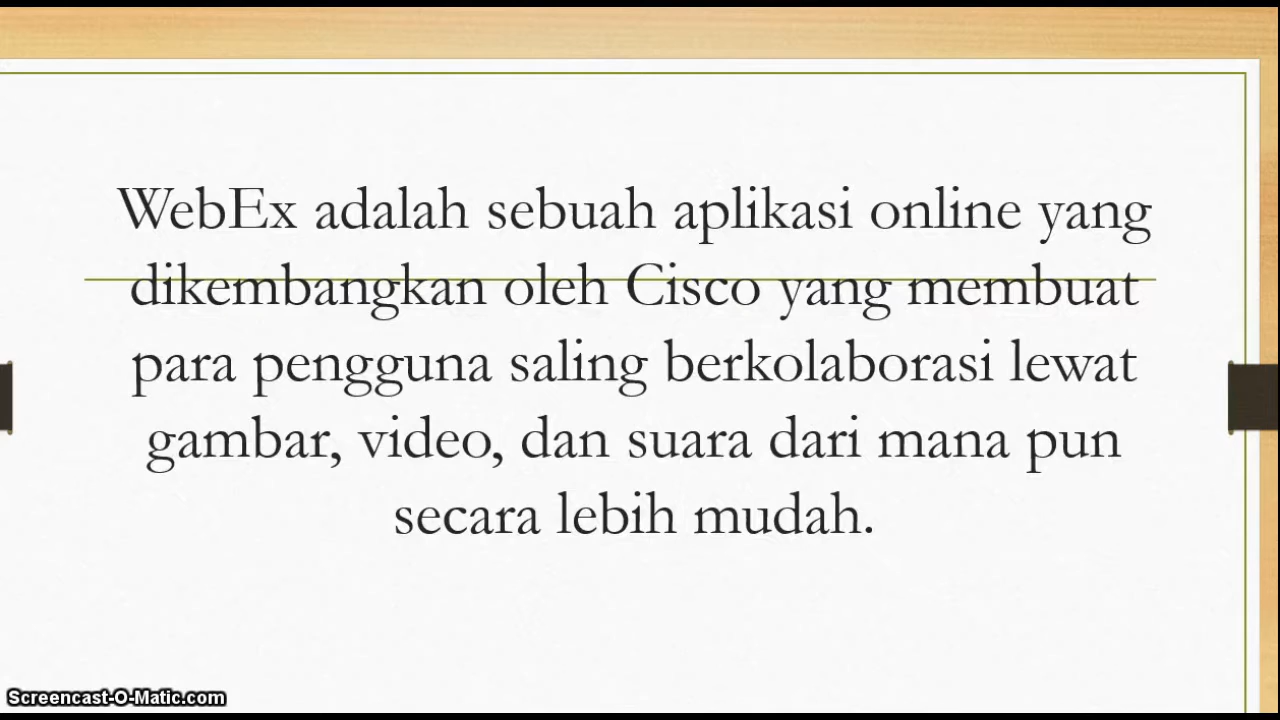 WebEx adalah sebuah aplikasi online yang
dikembangkan oleh Cisco yang membuat
para pengguna saling berkolaborasi lewat
gambar, video, dan suara dari mana pun
secara lebih mudah.
Screencast-O-Matic.com